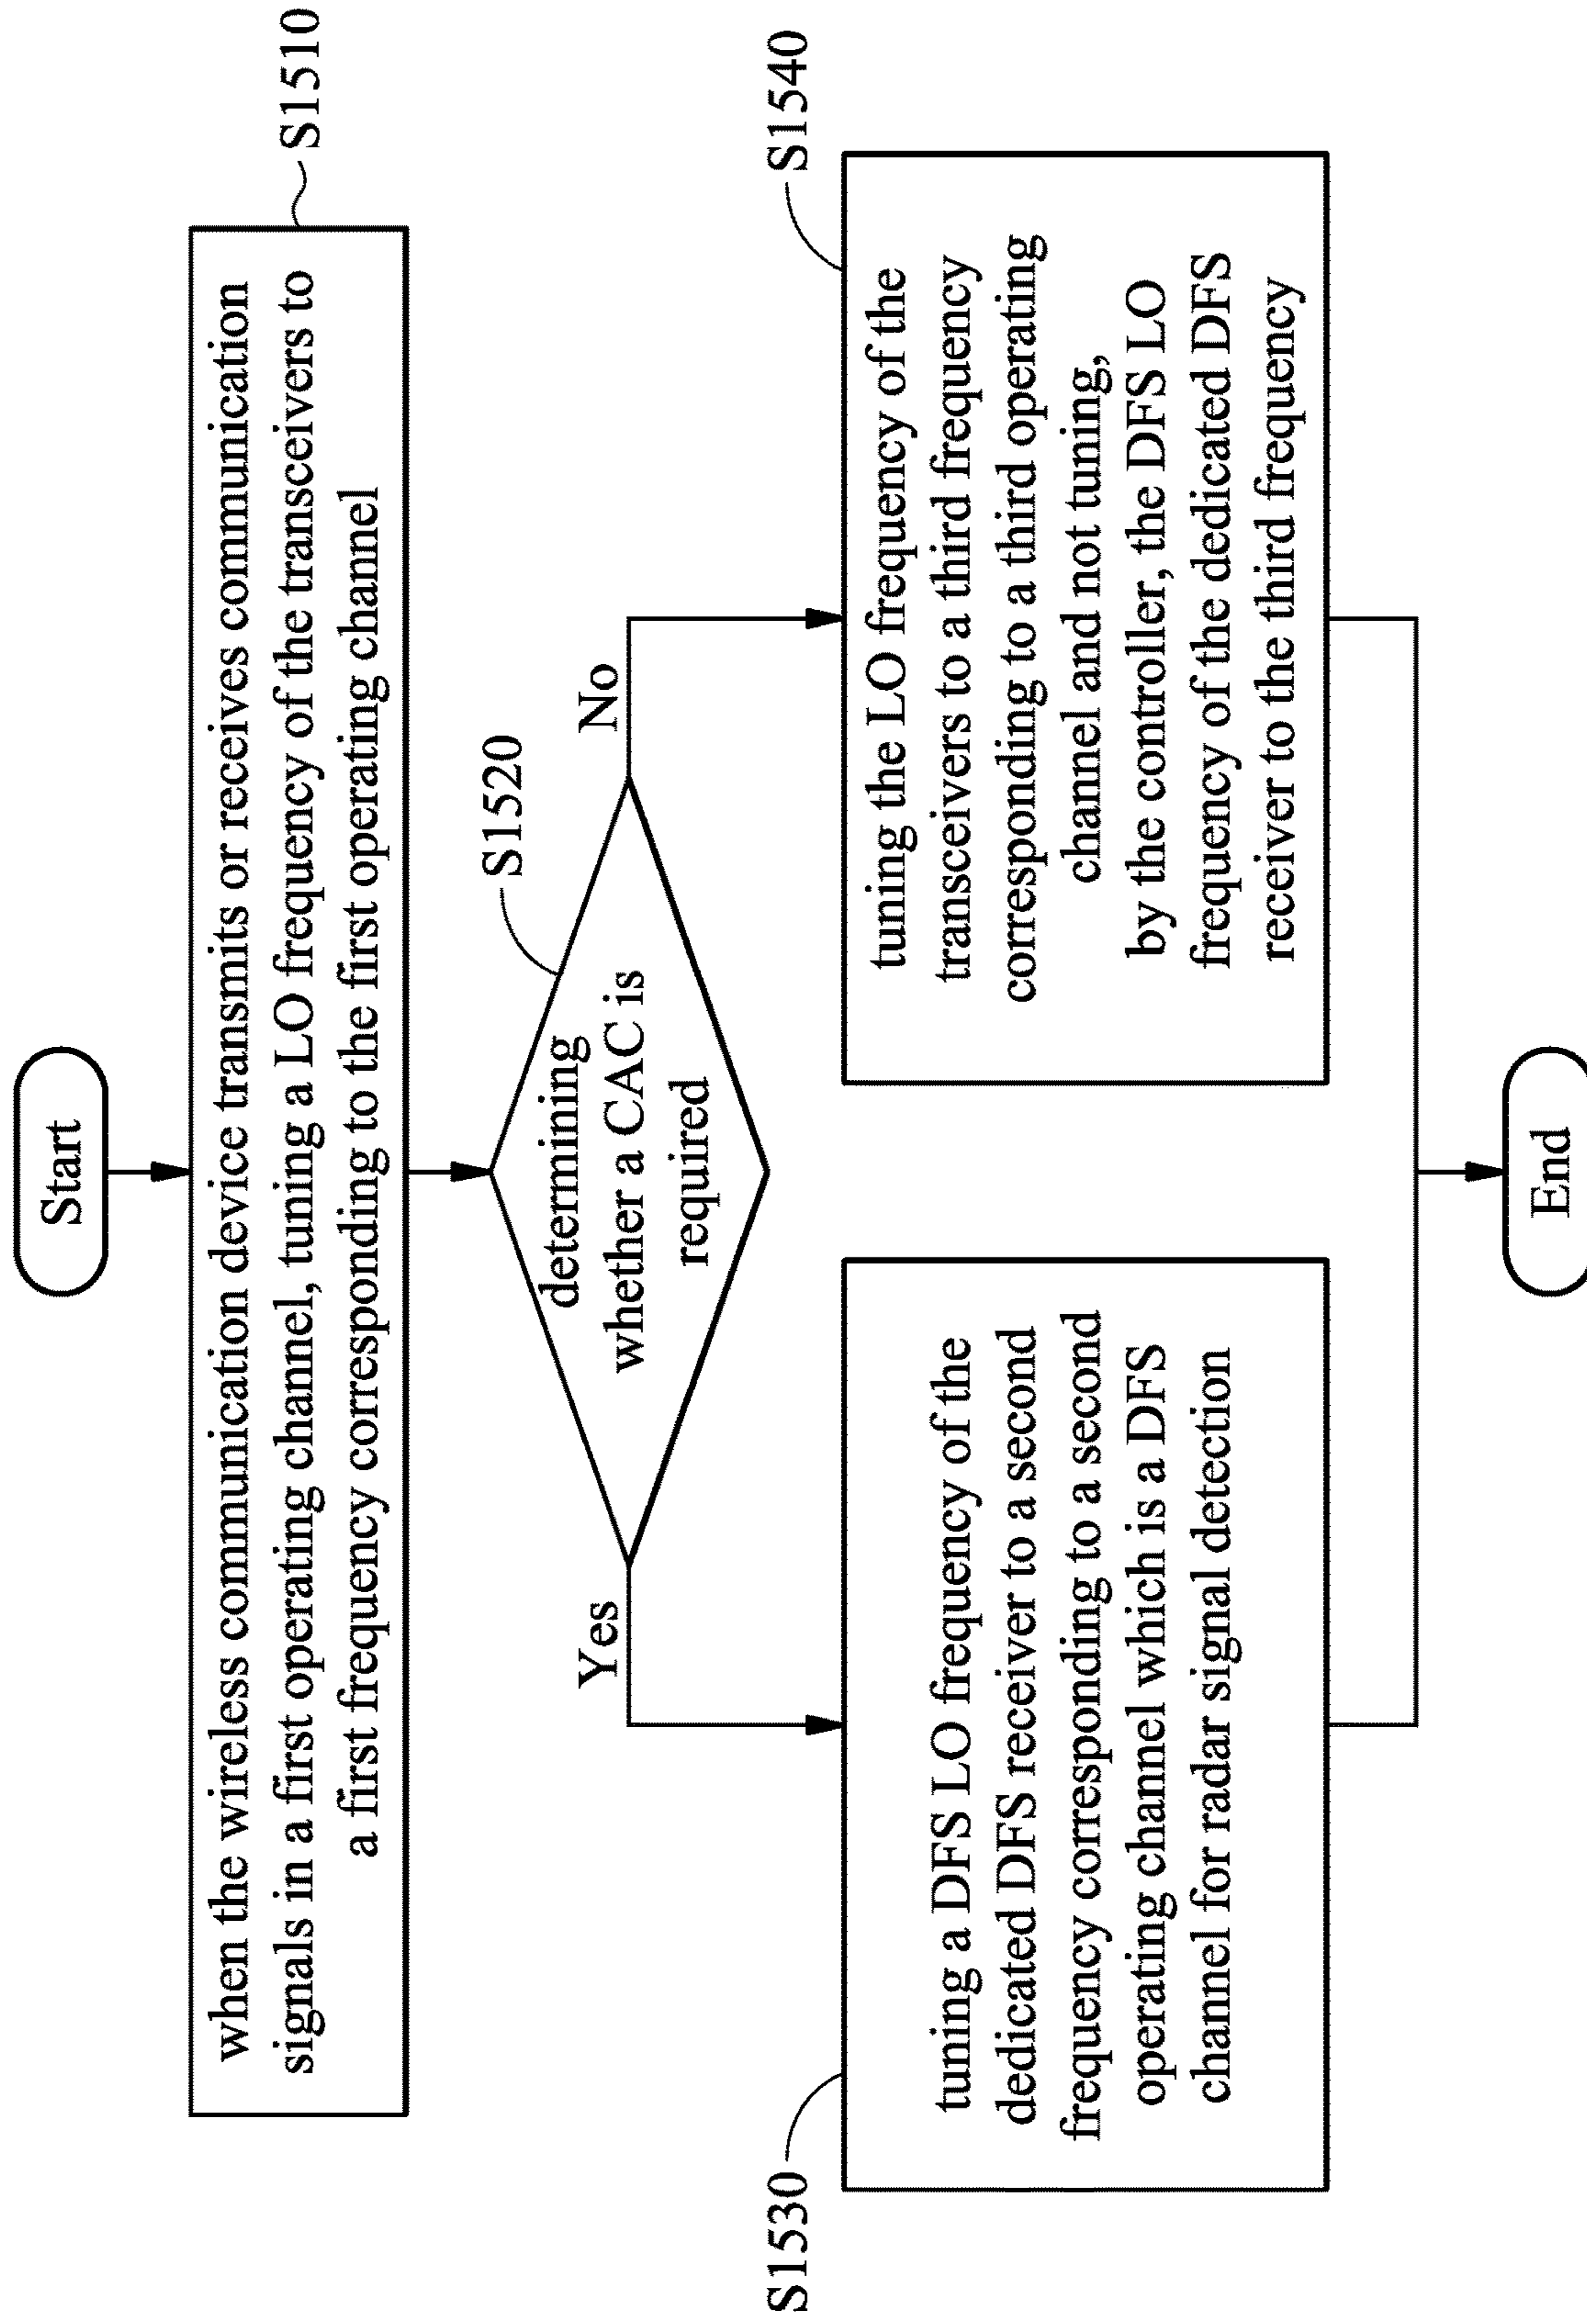 Start
when the wireless communication device transmits or receives communication
signals in a first operating channel, tuning a LO frequency of the transceivers to
a first frequency corresponding to the first operating channel
S1510
determining
whether a CAC is
required
S1520
Yes
No
S1530
tuning a DFS LO frequency of the
dedicated DFS receiver to a second
frequency corresponding to a second
operating channel which is a DFS
channel for radar signal detection
S1540
tuning the LO frequency of the
transceivers to a third frequency
corresponding to a third operating
channel and not tuning,
by the controller, the DFS LO
frequency of the dedicated DFS
receiver to the third frequency
End